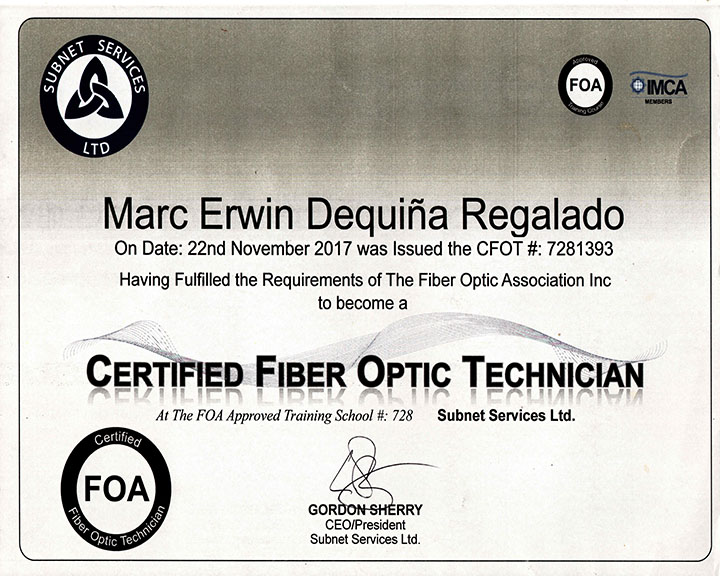 SUBNET SERVICES
LTD
Approved
FOA
Training Course
IMCA
MEMBERS
Marc Erwin Dequiña Regalado
On Date: 22nd November 2017 was Issued the CFOT #: 7281393
Having Fulfilled the Requirements of The Fiber Optic Association Inc
to become a
CERTIFIED FIBER OPTIC TECHNICIAN
At The FOA Approved Training School #: 728 Subnet Services Ltd.
Certified
FOA
Fiber Optic Technician
GORDON SHERRY
CEO/President
Subnet Services Ltd.